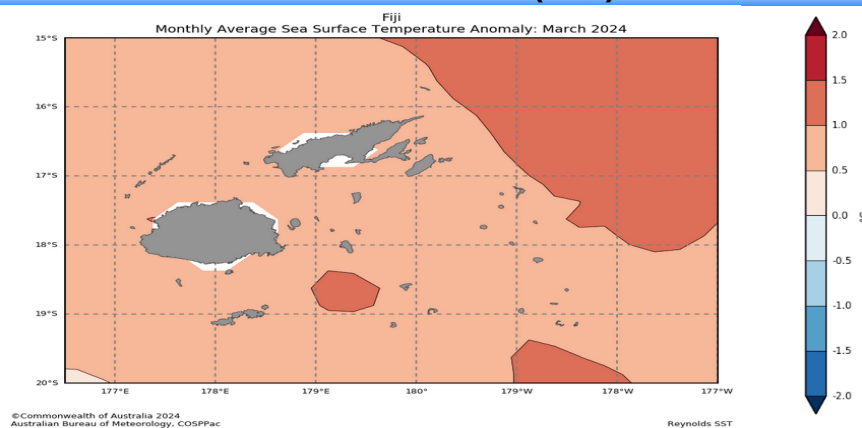 Fiji
Monthly Average Sea Surface Temperature Anomaly: March 2024
15°S
16°S
17°S
18°S
19°S
20°S
177°E
178°E
179°E
180°
179°W
178°W
177°W
2.0
1.5
1.0
0.5
0.0
-0.5
-1.0
-1.5
-2.0
©Commonwealth of Australia 2024
Australian Bureau of Meteorology, COSPPac
Reynolds SST